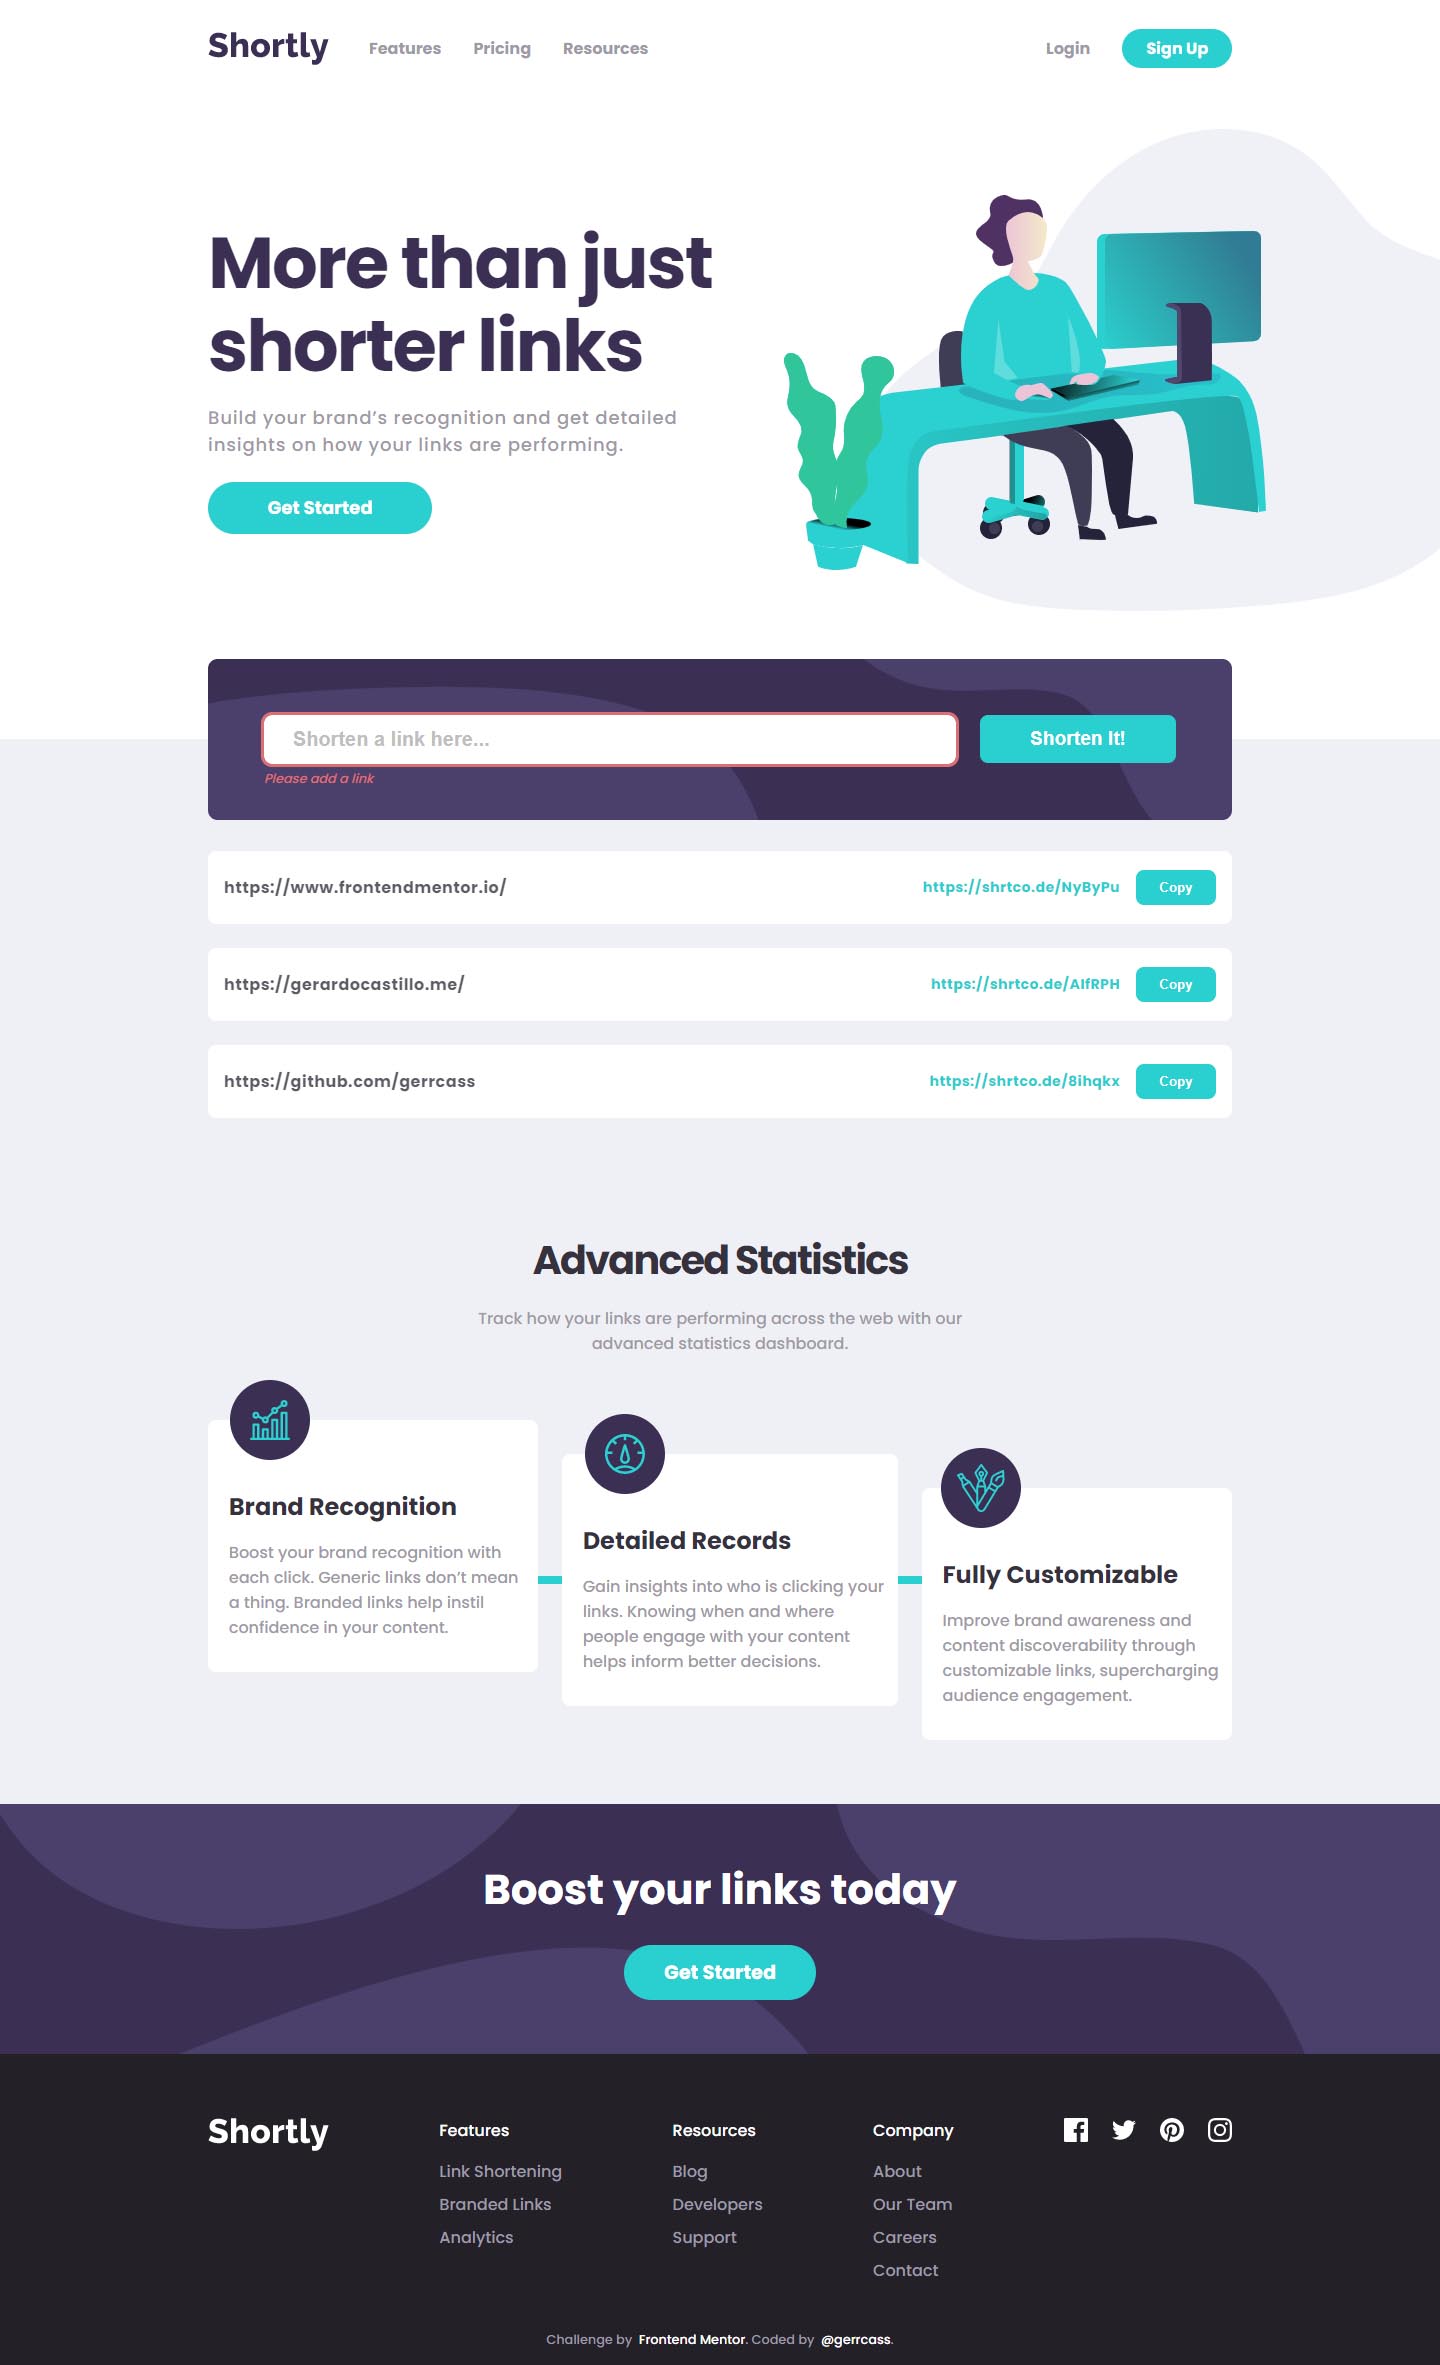 Shortly
Features
Pricing
Resources
Login
Sign Up
More than just
shorter links
Build your brand’s recognition and get detailed
insights on how your links are performing.
Get Started
Shorten a link here...
Shorten It!
Please add a link
https://www.frontendmentor.io/
https://shrtco.de/NyByPu
Copy
https://gerardocastillo.me/
https://shrtco.de/AIfRPH
Copy
https://github.com/gerrcass
https://shrtco.de/8ihqkx
Copy
Advanced Statistics
Track how your links are performing across the web with our
advanced statistics dashboard.
Brand Recognition
Boost your brand recognition with
each click. Generic links don’t mean
a thing. Branded links help instil
confidence in your content.
Detailed Records
Gain insights into who is clicking your
links. Knowing when and where
people engage with your content
helps inform better decisions.
Fully Customizable
Improve brand awareness and
content discoverability through
customizable links, supercharging
audience engagement.
Boost your links today
Get Started
Shortly
Features
Link Shortening
Branded Links
Analytics
Resources
Blog
Developers
Support
Company
About
Our Team
Careers
Contact
Challenge by Frontend Mentor. Coded by @gerrcass.